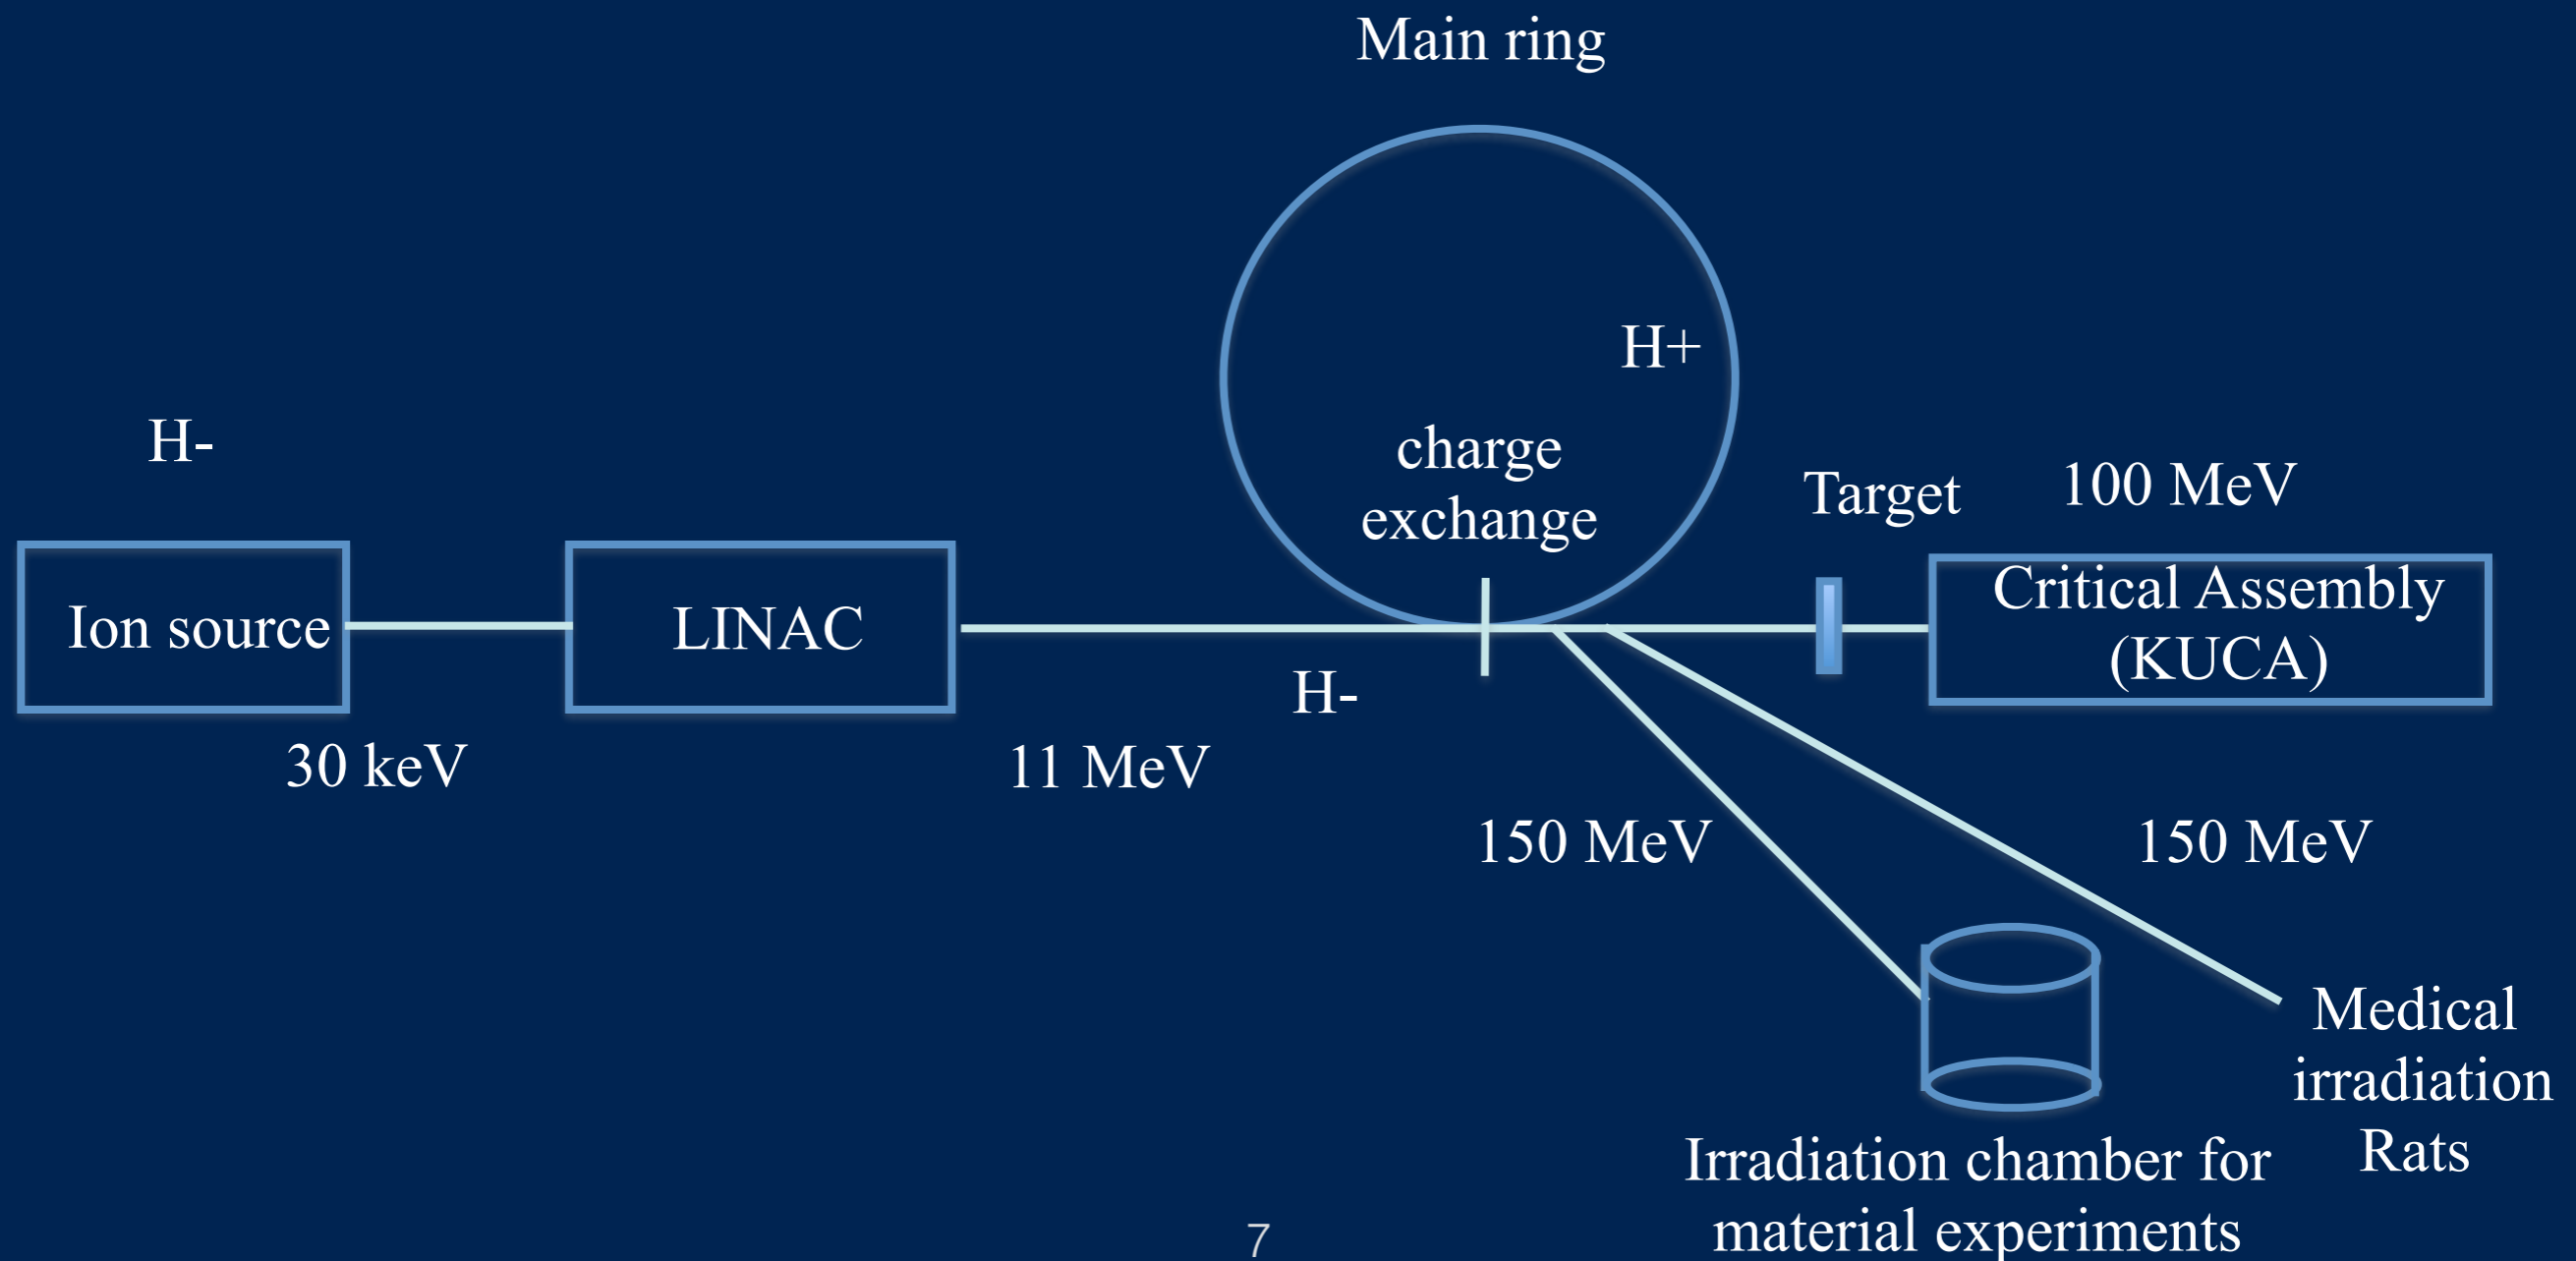 Main ring
H+
charge
exchange
H-
Target
100 MeV
Ion source
LINAC
Critical Assembly
(KUCA)
H-
30 keV
11 MeV
150 MeV
150 MeV
Medical
irradiation
Rats
Irradiation chamber for
material experiments
7